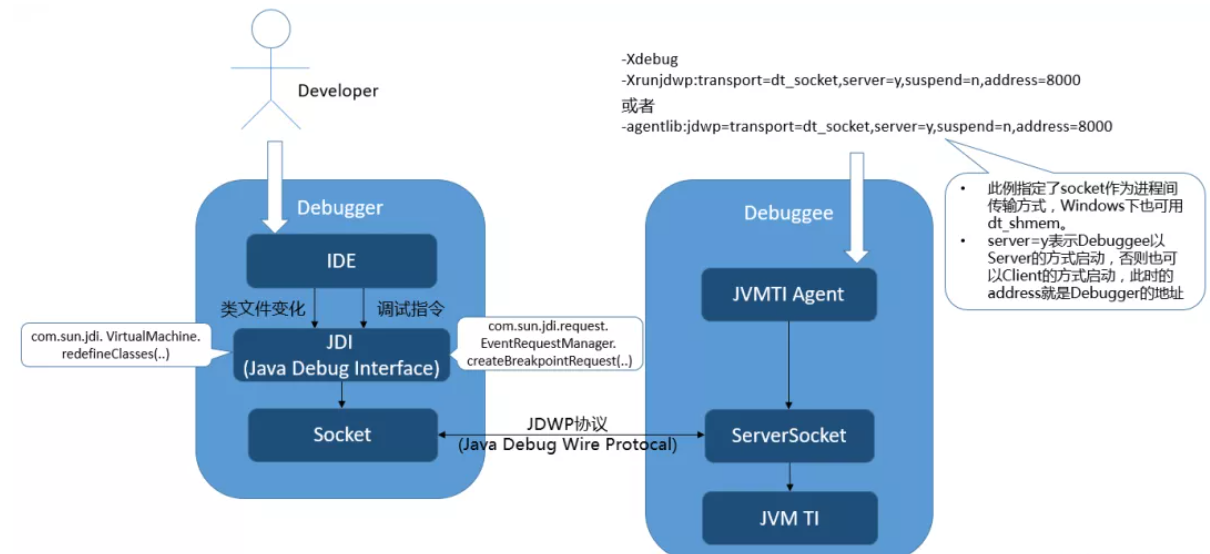 Developer
-Xdebug
-Xrunjdwp:transport=dt_socket,server=y,suspend=n,address=8000
或者
-agentlib:jdwp=transport=dt_socket,server=y,suspend=n,address=8000
• 此例指定了socket作为进程间
传输方式，Windows下也可用
dt_shmem。
• server=y表示Debuggee以
Server的方式启动，否则也可
以Client的方式启动，此时的
address就是Debugger的地址
Debugger
IDE
类文件变化
调试指令
com.sun.jdi. VirtualMachine.
redefineClasses(..)
JDI
(Java Debug Interface)
com.sun.jdi.request.
EventRequestManager.
createBreakpointRequest(..)
Socket
JDWP协议
(Java Debug Wire Protocal)
Debuggee
JVMTI Agent
ServerSocket
JVM TI